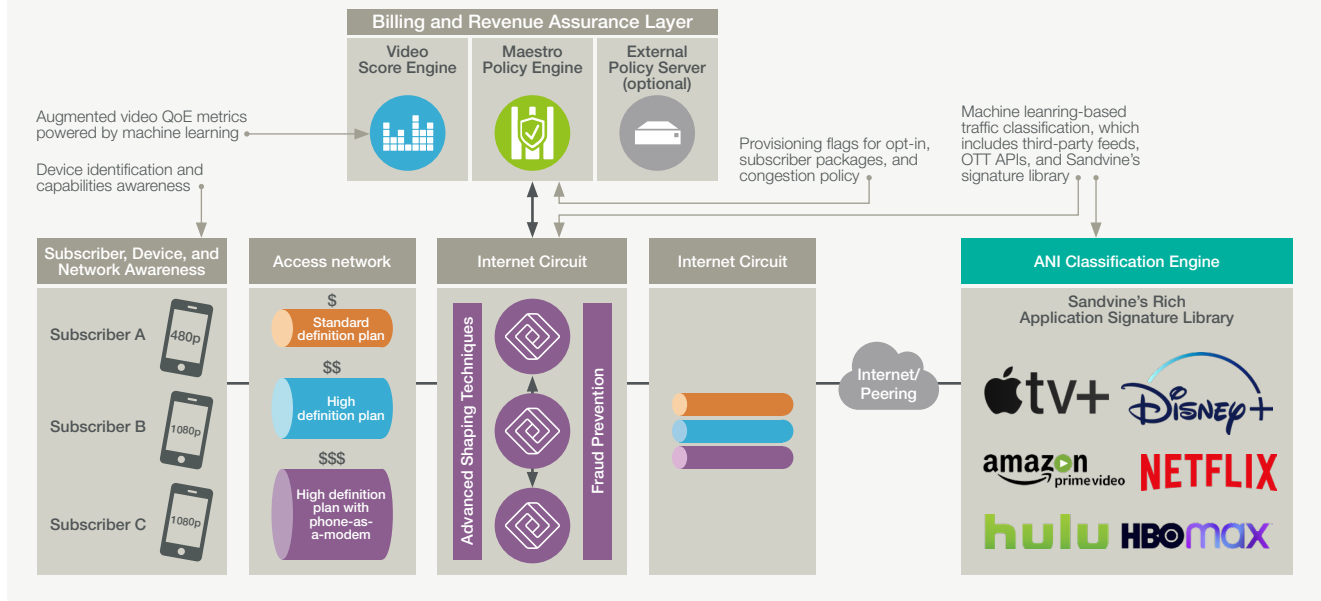 Billing and Revenue Assurance Layer
Video
Score Engine
Maestro
Policy Engine
External
Policy Server
(optional)
Augmented video QoE metrics
powered by machine learning
Device identification and
capabilities awareness
Provisioning flags for opt-in,
subscriber packages, and
congestion policy
Machine leanring-based
traffic classification, which
includes third-party feeds,
OTT APIs, and Sandvine's
signature library
Subscriber, Device, and
Network Awareness
Subscriber A
480p
Subscriber B
1080p
Subscriber C
1080p
Access network
$
Standard
definition plan
$$
High
definition plan
$$$
High definition
plan with
phone-as-
a-modem
Internet Circuit
Advanced Shaping Techniques
Fraud Prevention
Internet Circuit
Internet/
Peering
ANI Classification Engine
Sandvine's Rich
Application Signature Library
tv+
Disney+
amazon
prime video
NETFLIX
hulu
HBOmax